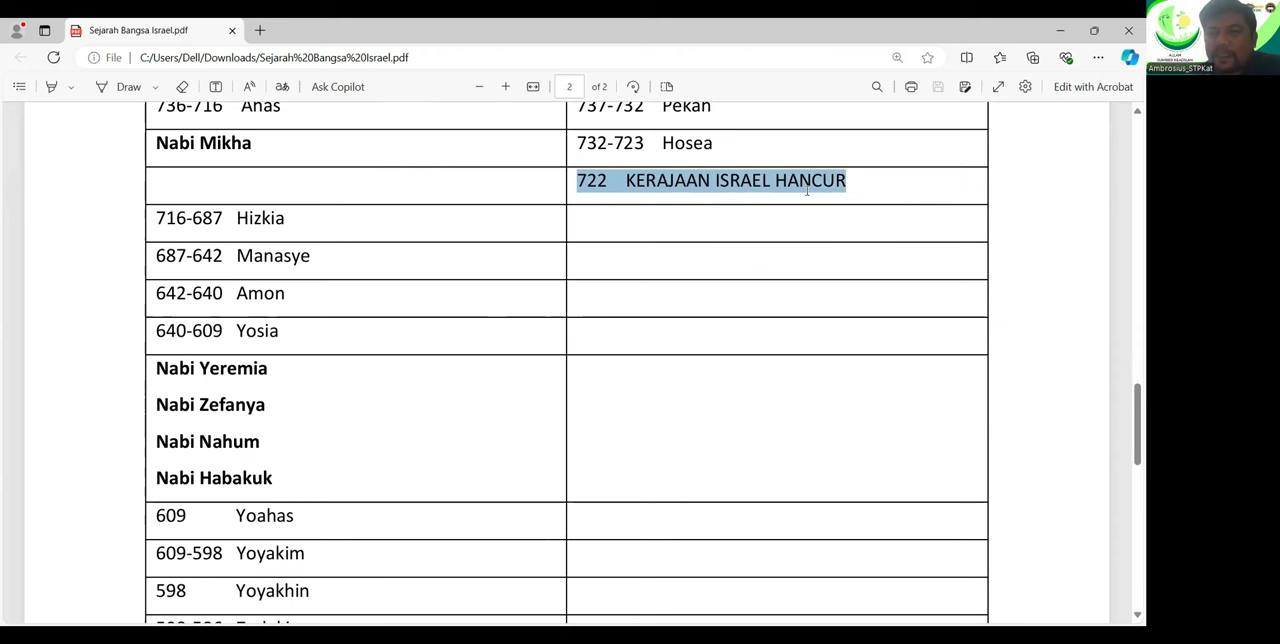 Sejarah Bangsa Israel.pdf
File C:/Users/Dell/Downloads/Sejarah%20Bangsa%20Israel.pdf
Draw Ask Copilot 2 of 2 Edit with Acrobat
736-716 Ahas 737-732 Pekah
Nabi Mikha 732-723 Hosea
722 KERAJAAN ISRAEL HANCUR
716-687 Hizkia
687-642 Manasye
642-640 Amon
640-609 Yosia
Nabi Yeremia
Nabi Zefanya
Nabi Nahum
Nabi Habakuk
609 Yoahas
609-598 Yoyakim
598 Yoyakhin
Ambrosius_STPKat